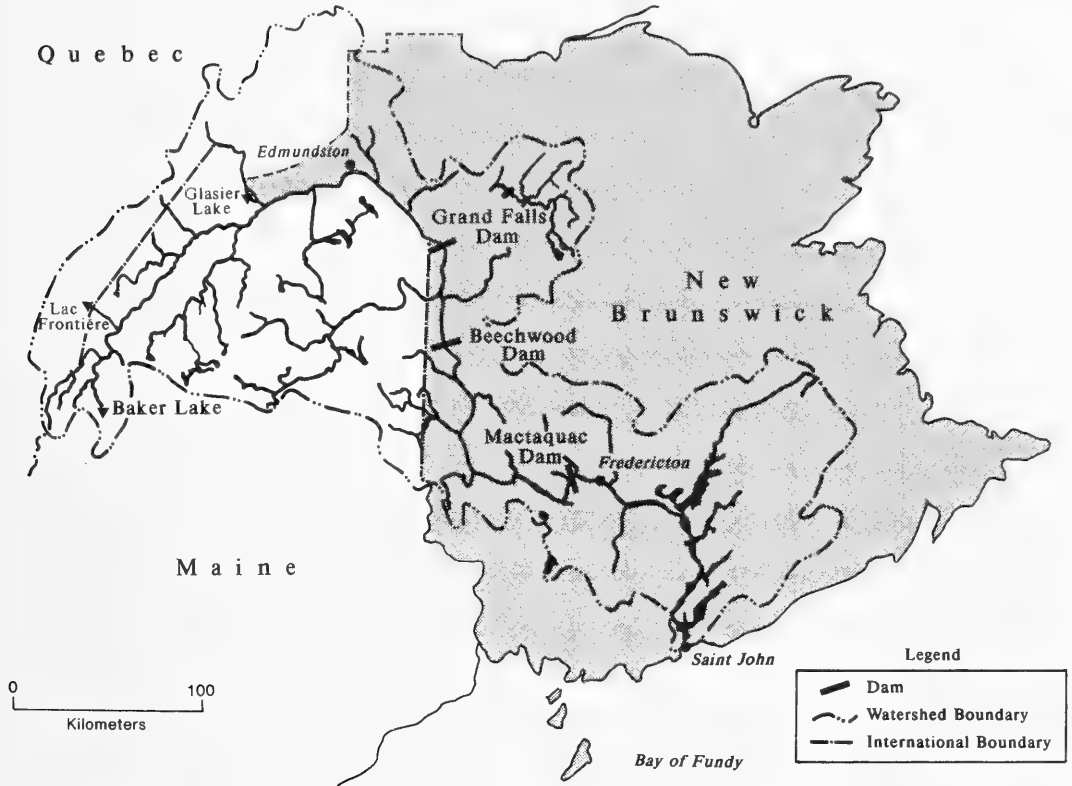 Quebec
Edmundston
Glasier
Lake
Grand Falls
Dam
New
Brunswick
Lac
Frontière
Beechwood
Dam
Baker Lake
Mactaquac
Dam
Fredericton
Maine
Saint John
Legend
Dam
Watershed Boundary
International Boundary
0 100
Kilometers
Bay of Fundy